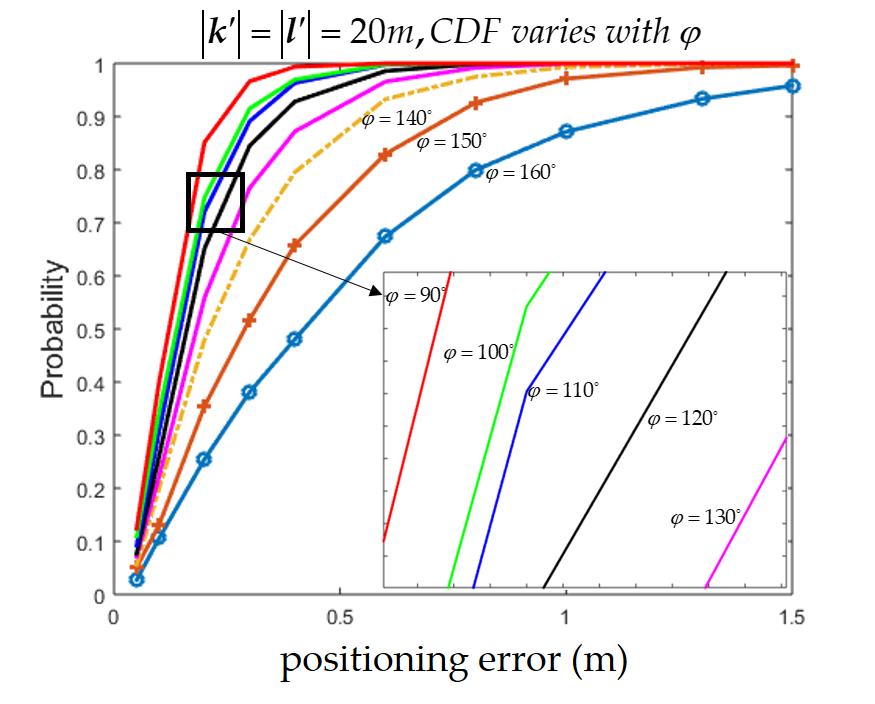 |k′| = |l′| = 20m, CDF varies with φ
1
0.9
0.8
0.7
0.6
0.5
0.4
0.3
0.2
0.1
0
Probability
φ = 140°
φ = 150°
φ = 160°
φ = 90°
φ = 100°
φ = 110°
φ = 120°
φ = 130°
0 0.5 1 1.5
positioning error (m)